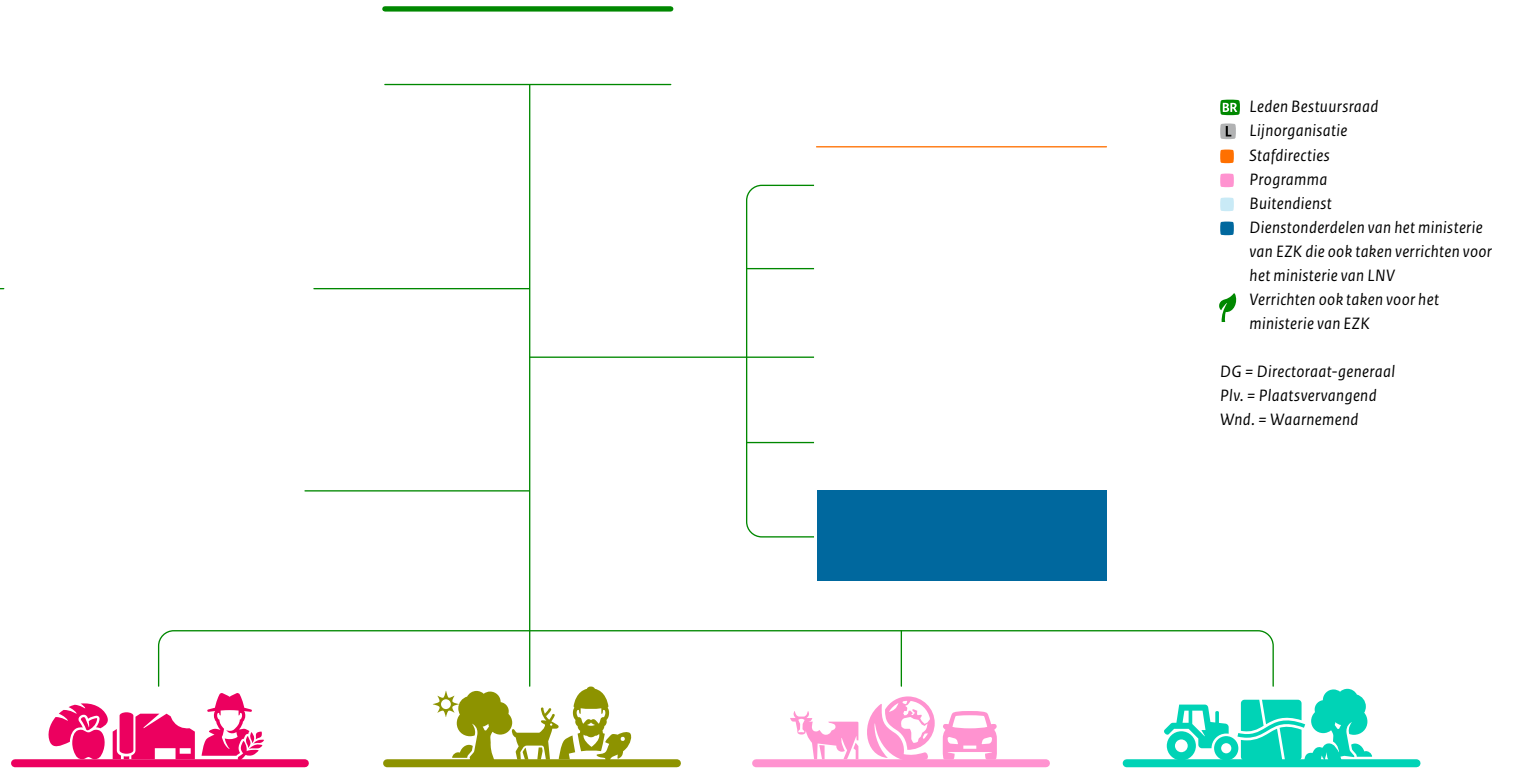 BR Leden Bestuursraad
L Lijnorganisatie
Stafdirecties
Programma
Buitendienst
Dienstonderdelen van het ministerie
van EZK die ook taken verrichten voor
het ministerie van LNV
Verrichten ook taken voor het
ministerie van EZK
DG = Directoraat-generaal
Plv. = Plaatsvervangend
Wnd. = Waarnemend